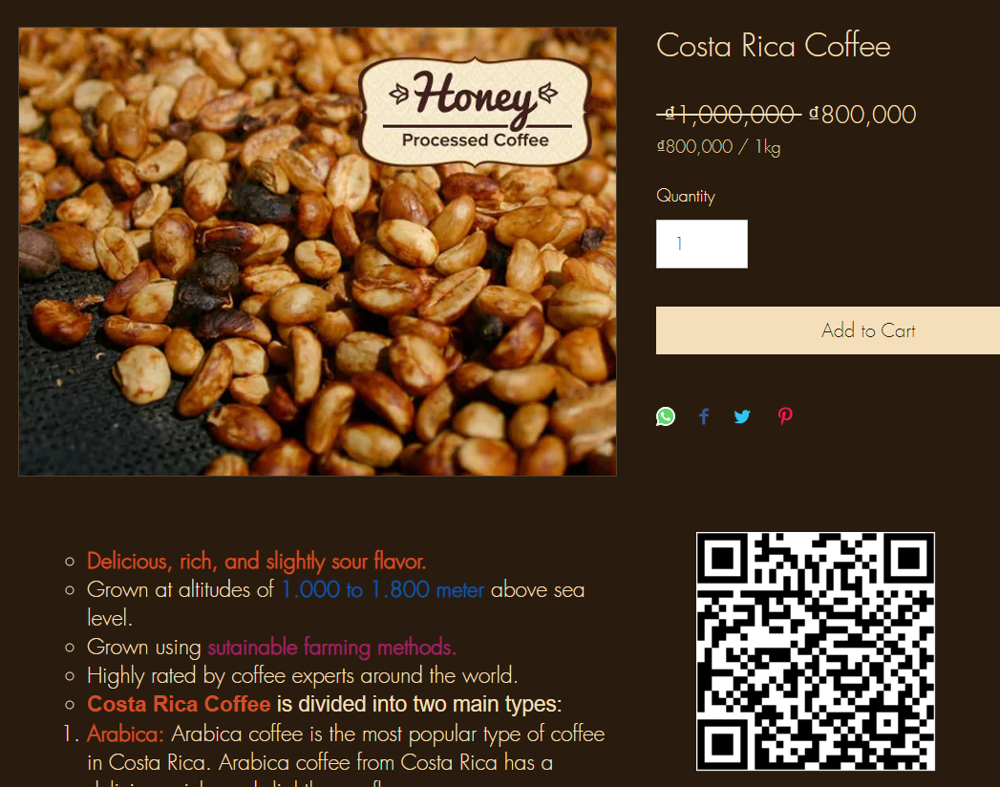 Honey
Processed Coffee
Costa Rica Coffee
₫1,000,000 ₫800,000
₫800,000 / 1kg
Quantity
1
Add to Cart
Delicious, rich, and slightly sour flavor.
Grown at altitudes of 1.000 to 1.800 meter above sea
level.
Grown using sutainable farming methods.
Highly rated by coffee experts around the world.
Costa Rica Coffee is divided into two main types:
1. Arabica: Arabica coffee is the most popular type of coffee
in Costa Rica. Arabica coffee from Costa Rica has a